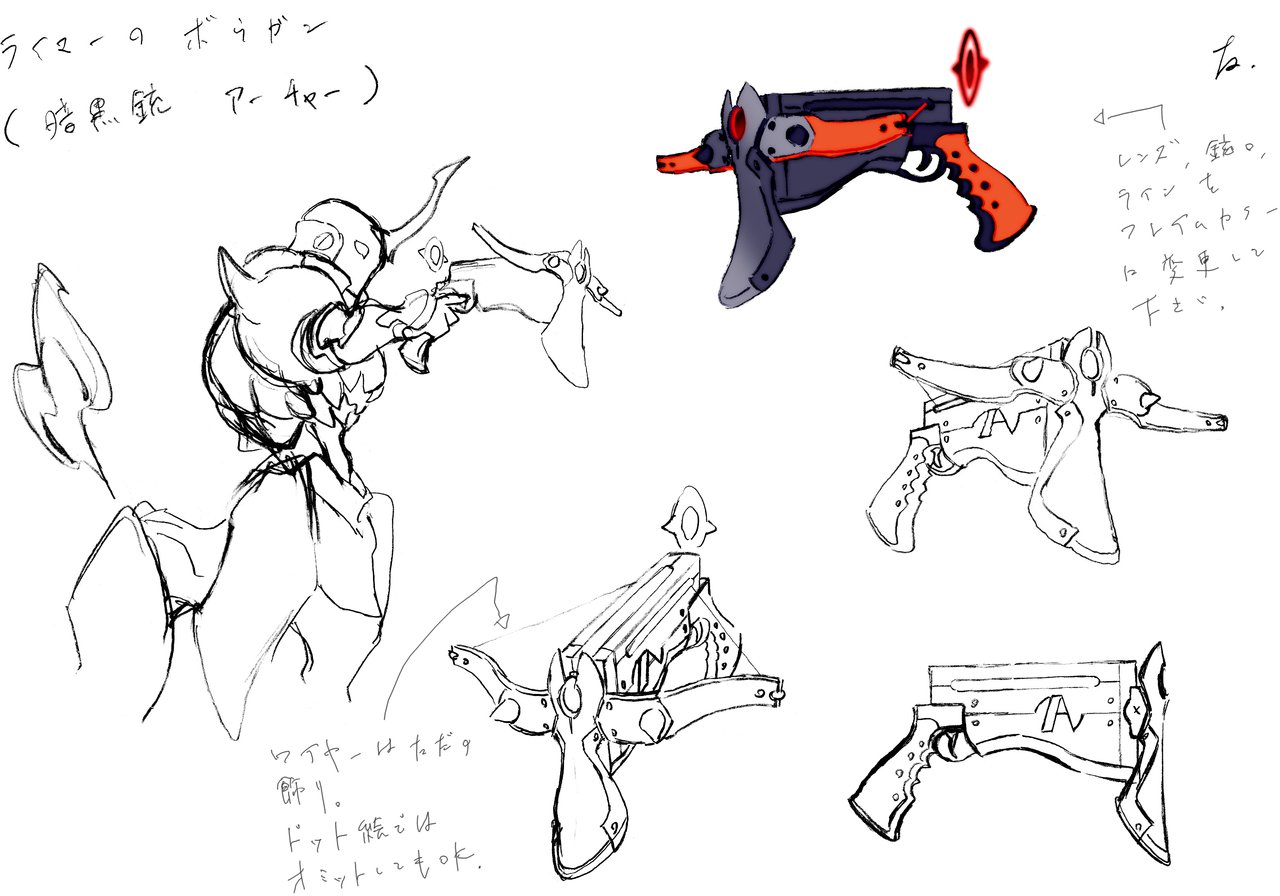 ライマーのボウガン
(暗黒銃 アーチャー)
右.
レンズ,銃口,
ラインを
フレイムカラー
に変更して
下さい.
A
A
ワイヤーはただの
飾り。
ドット絵では
オミットしてもOK.